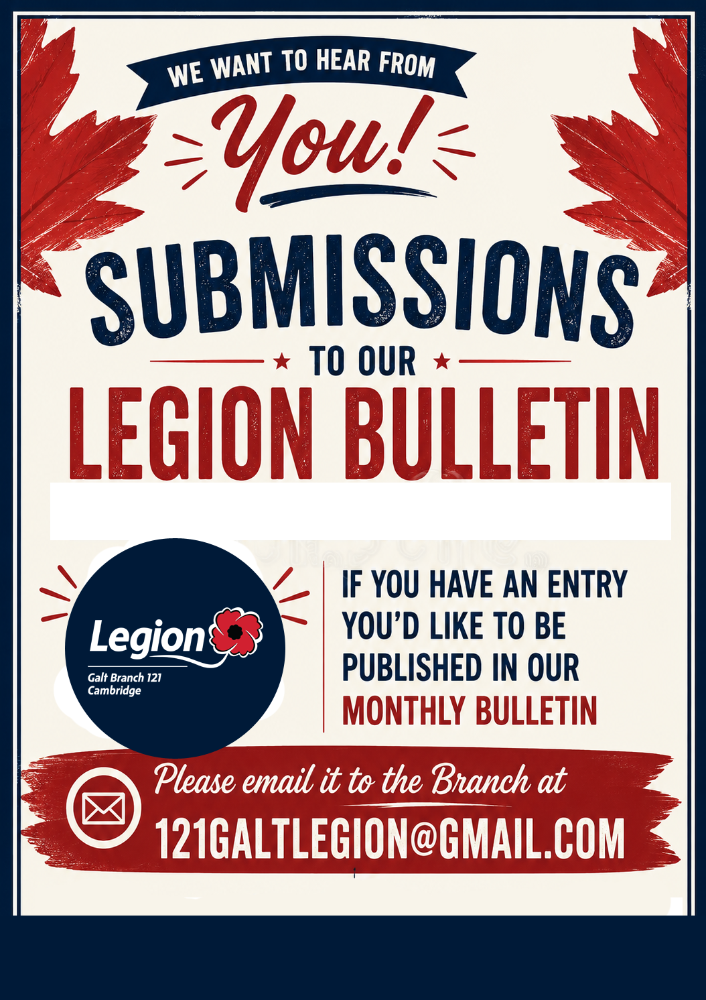 WE WANT TO HEAR FROM
You!
SUBMISSIONS
TO OUR
LEGION BULLETIN
Legion
Galt Branch 121
Cambridge
IF YOU HAVE AN ENTRY
YOU'D LIKE TO BE
PUBLISHED IN OUR
MONTHLY BULLETIN
Please email it to the Branch at
121GALTLEGION@GMAIL.COM